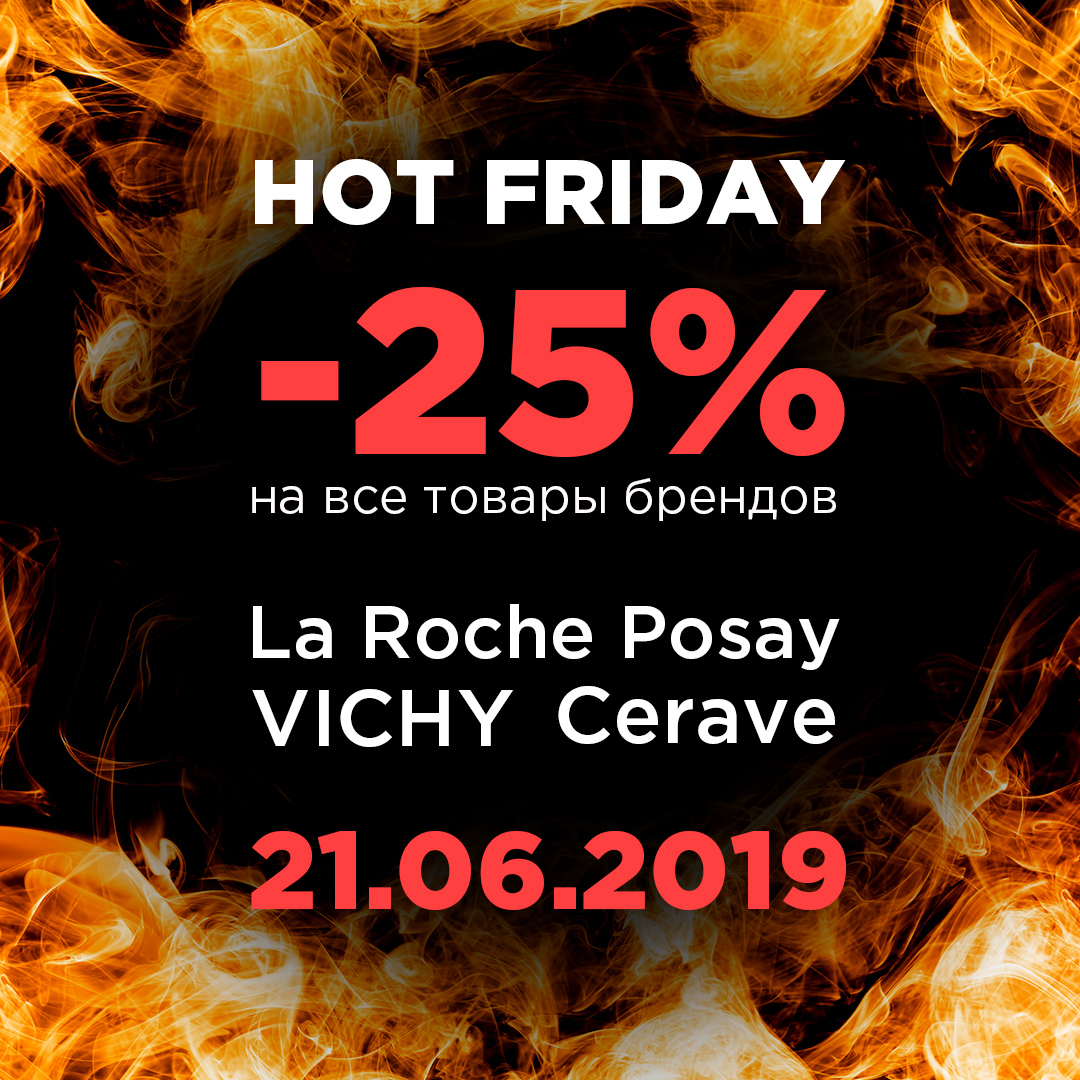 HOT FRIDAY
-25%
на все товары брендов
La Roche Posay
VICHY Cerave
21.06.2019